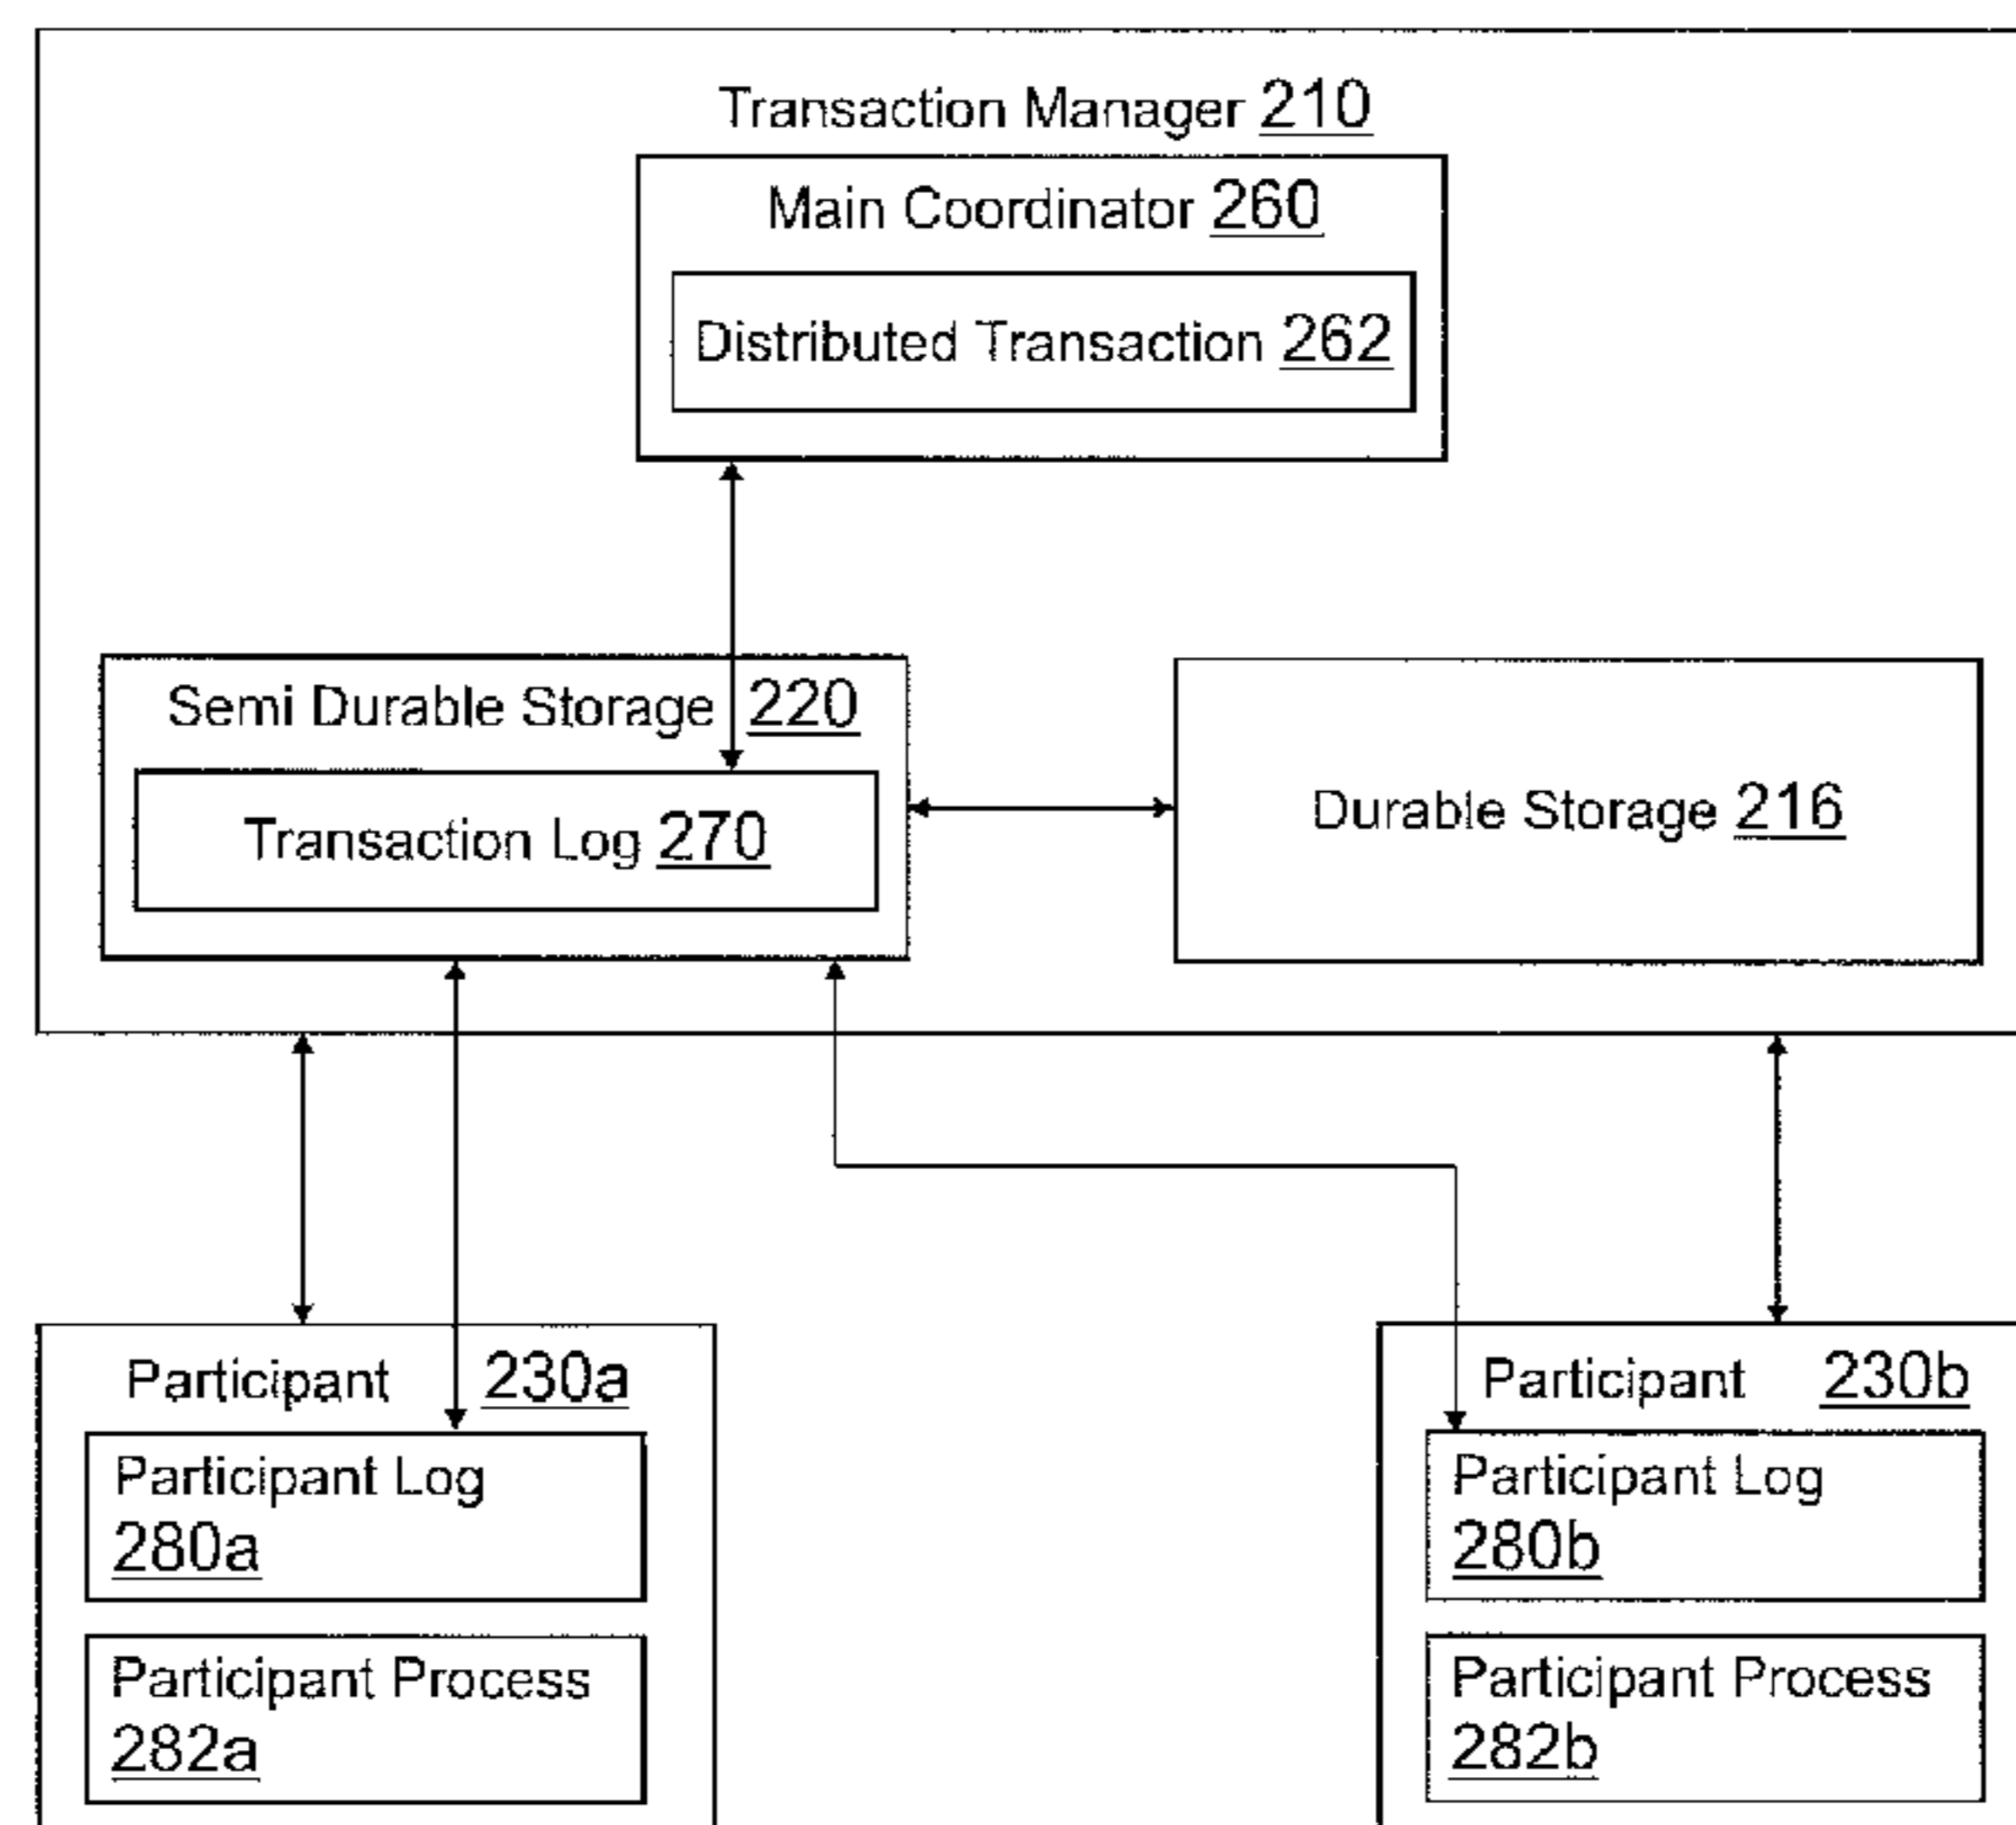 Transaction Manager 210
Main Coordinator 260
Distributed Transaction 262
Semi Durable Storage 220
Transaction Log 270
Durable Storage 216
Participant 230a
Participant Log
280a
Participant Process
282a
Participant 230b
Participant Log
280b
Participant Process
282b